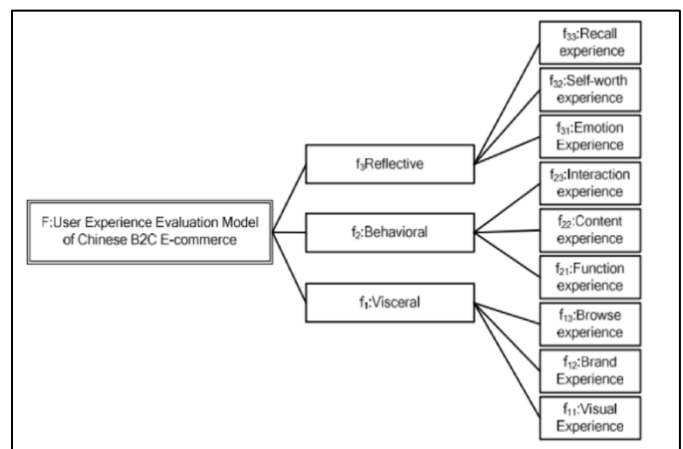 F:User Experience Evaluation Model
of Chinese B2C E-commerce
f₃Reflective
f₂:Behavioral
f₁:Visceral
f₃₃:Recall
experience
f₃₂:Self-worth
experience
f₃₁:Emotion
Experience
f₂₃:Interaction
experience
f₂₂:Content
experience
f₂₁:Function
experience
f₁₃:Browse
experience
f₁₂:Brand
Experience
f₁₁:Visual
Experience